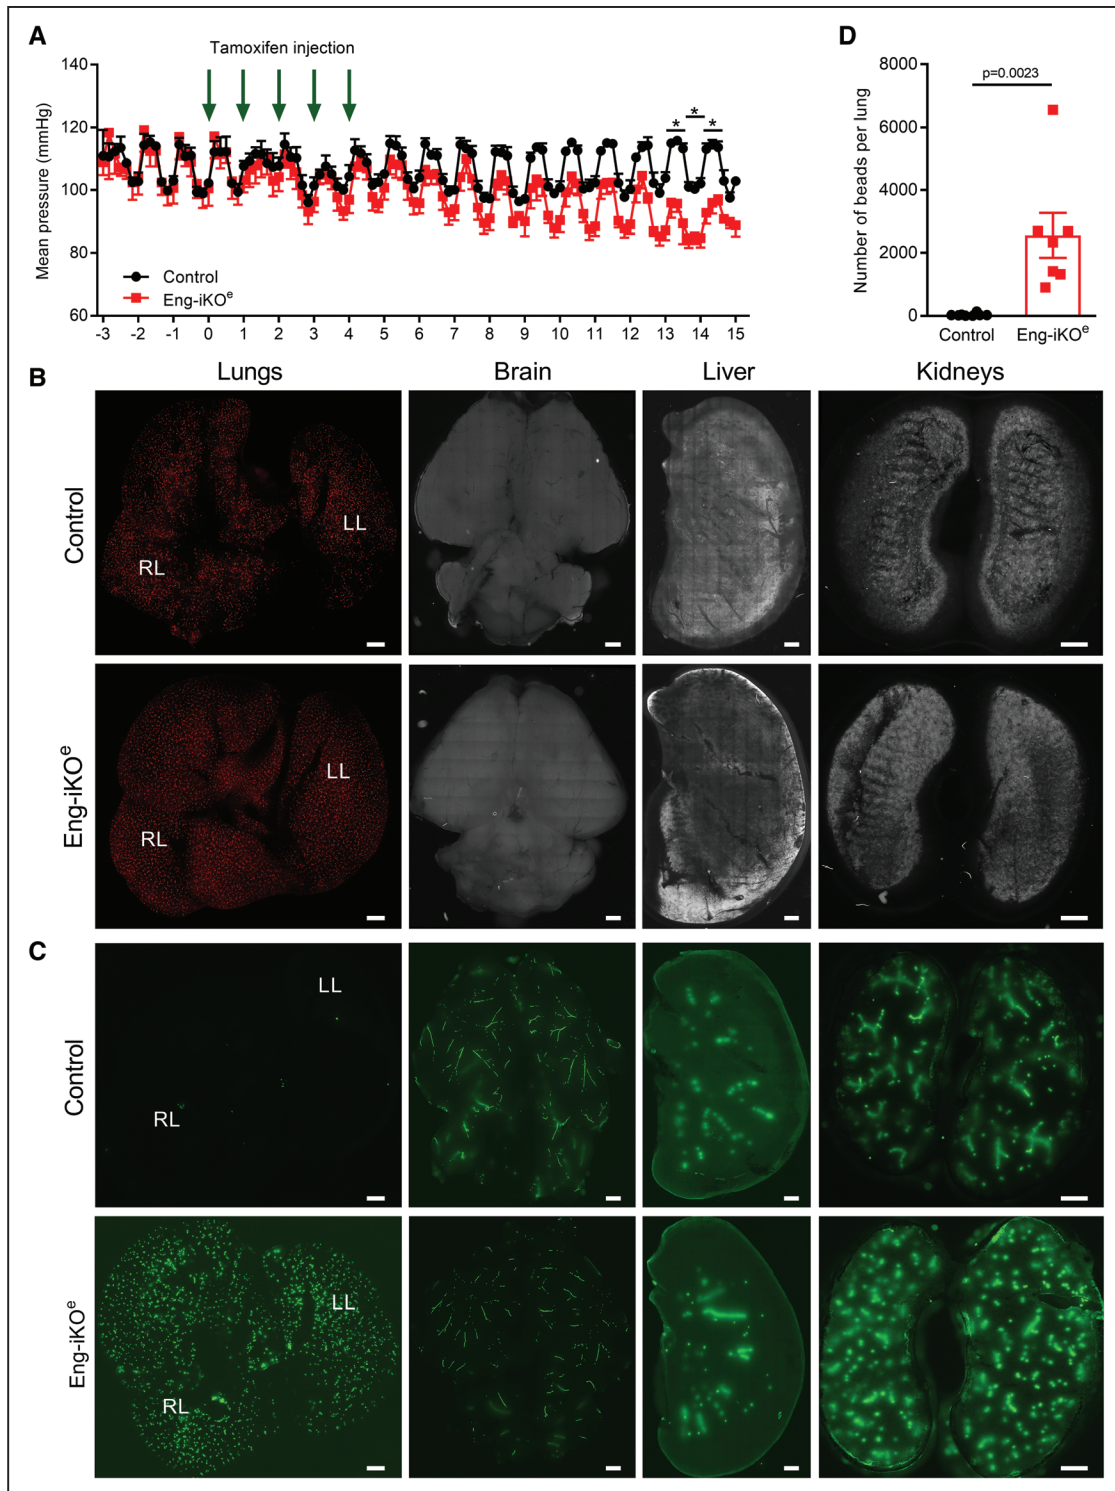 A
Tamoxifen injection
Mean pressure (mmHg)
140
120
100
80
60
* * *
Control
Eng-iKOᵉ
-3 -2 -1 0 1 2 3 4 5 6 7 8 9 10 11 12 13 14 15
D
Number of beads per lung
8000
6000
4000
2000
0
p=0.0023
Control Eng-iKOᵉ
B
Lungs Brain Liver Kidneys
Control
RL LL
Eng-iKOᵉ
RL LL
C
Control
LL
RL
Eng-iKOᵉ
LL
RL